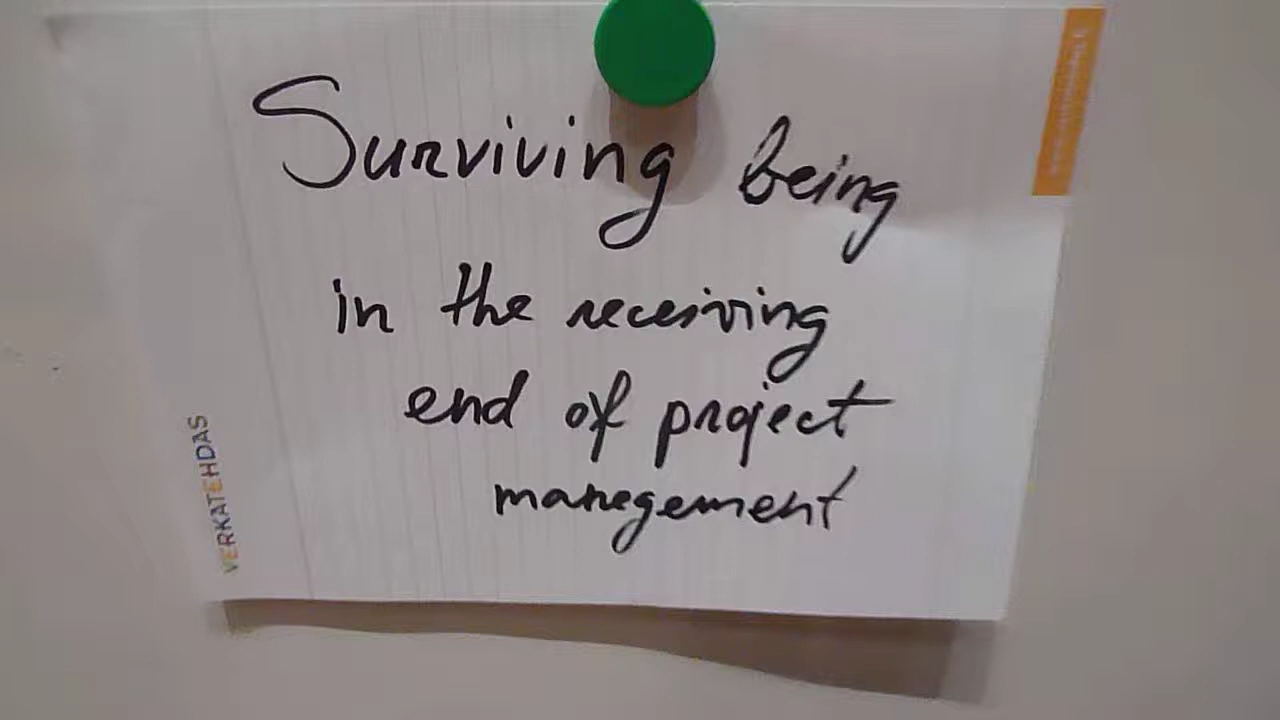 Surviving being
in the receiving
end of project
management
VERKATEHDAS